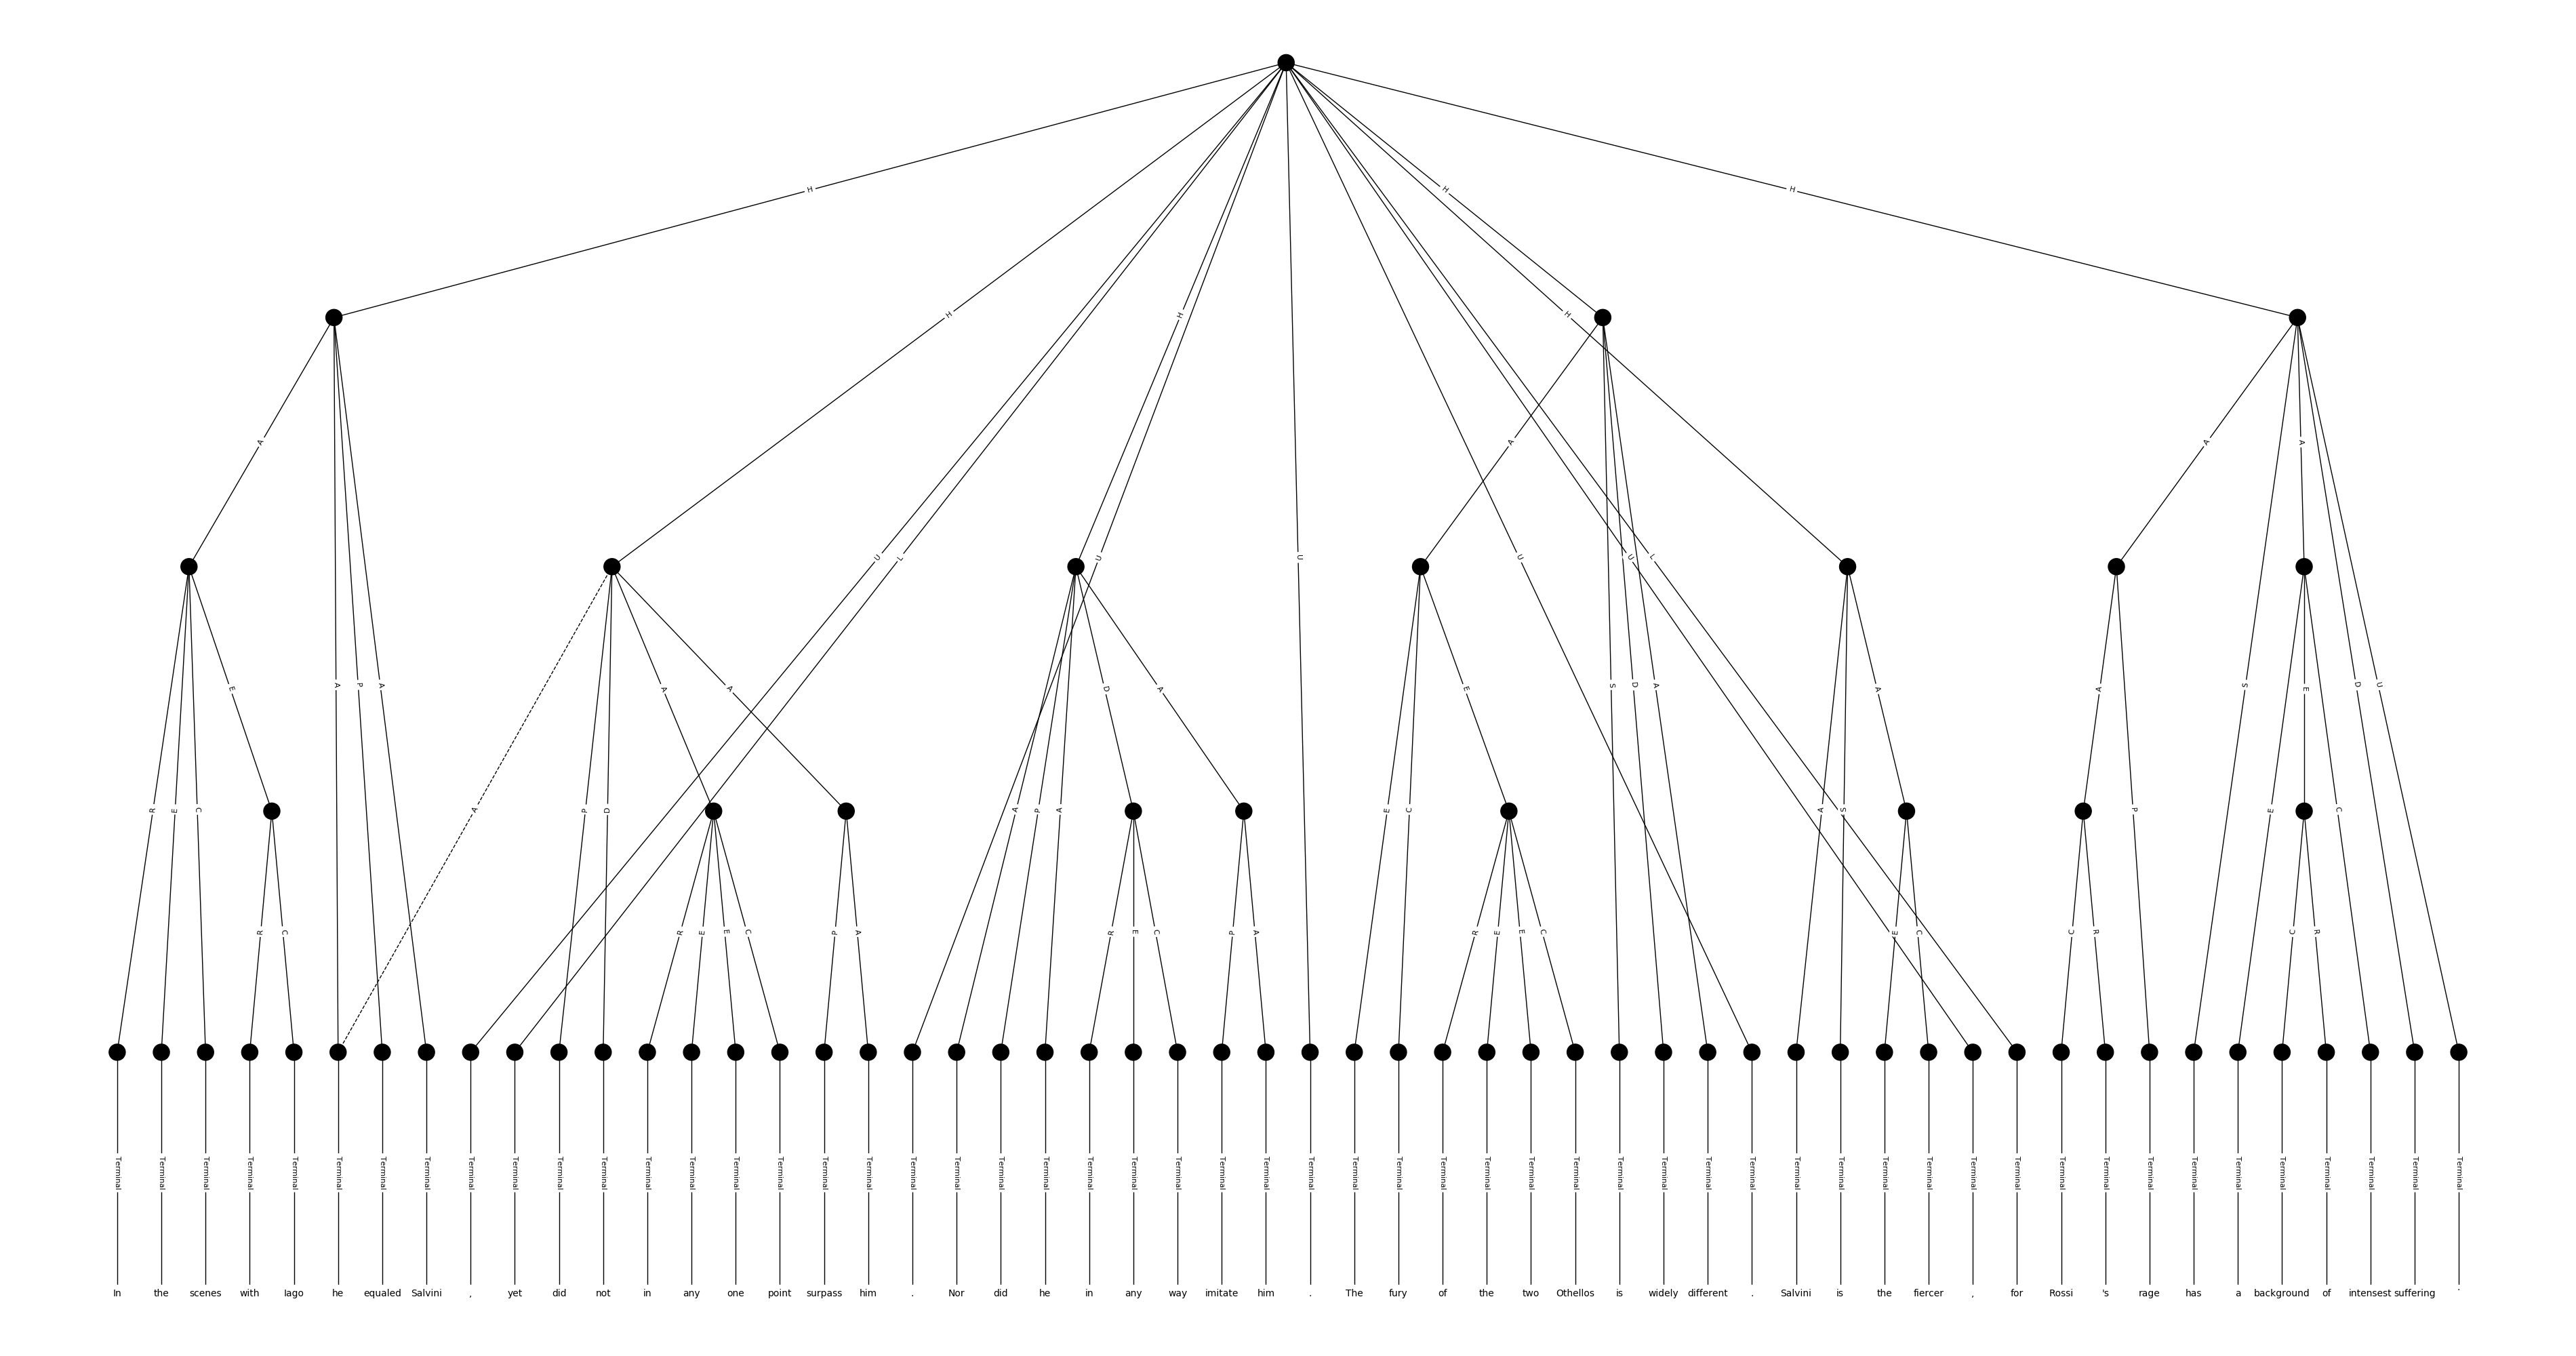 H H H H H H
A U L U U U U L A S A D U
R E C E A P A A P D A A A P A D A E C E S D A A S A A P S E E C D U
R C R E E C P A R E C P A R E E C E C C R C R
Terminal Terminal Terminal Terminal Terminal Terminal Terminal Terminal Terminal Terminal Terminal Terminal Terminal Terminal Terminal Terminal Terminal Terminal Terminal Terminal Terminal Terminal Terminal Terminal Terminal Terminal Terminal Terminal Terminal Terminal Terminal Terminal Terminal Terminal Terminal Terminal Terminal Terminal Terminal Terminal Terminal Terminal Terminal Terminal Terminal Terminal Terminal Terminal Terminal Terminal Terminal Terminal Terminal Terminal
In the scenes with Iago he equaled Salvini , yet did not in any one point surpass him . Nor did he in any way imitate him . The fury of the two Othellos is widely different . Salvini is the fiercer , for Rossi 's rage has a background of intensest suffering .